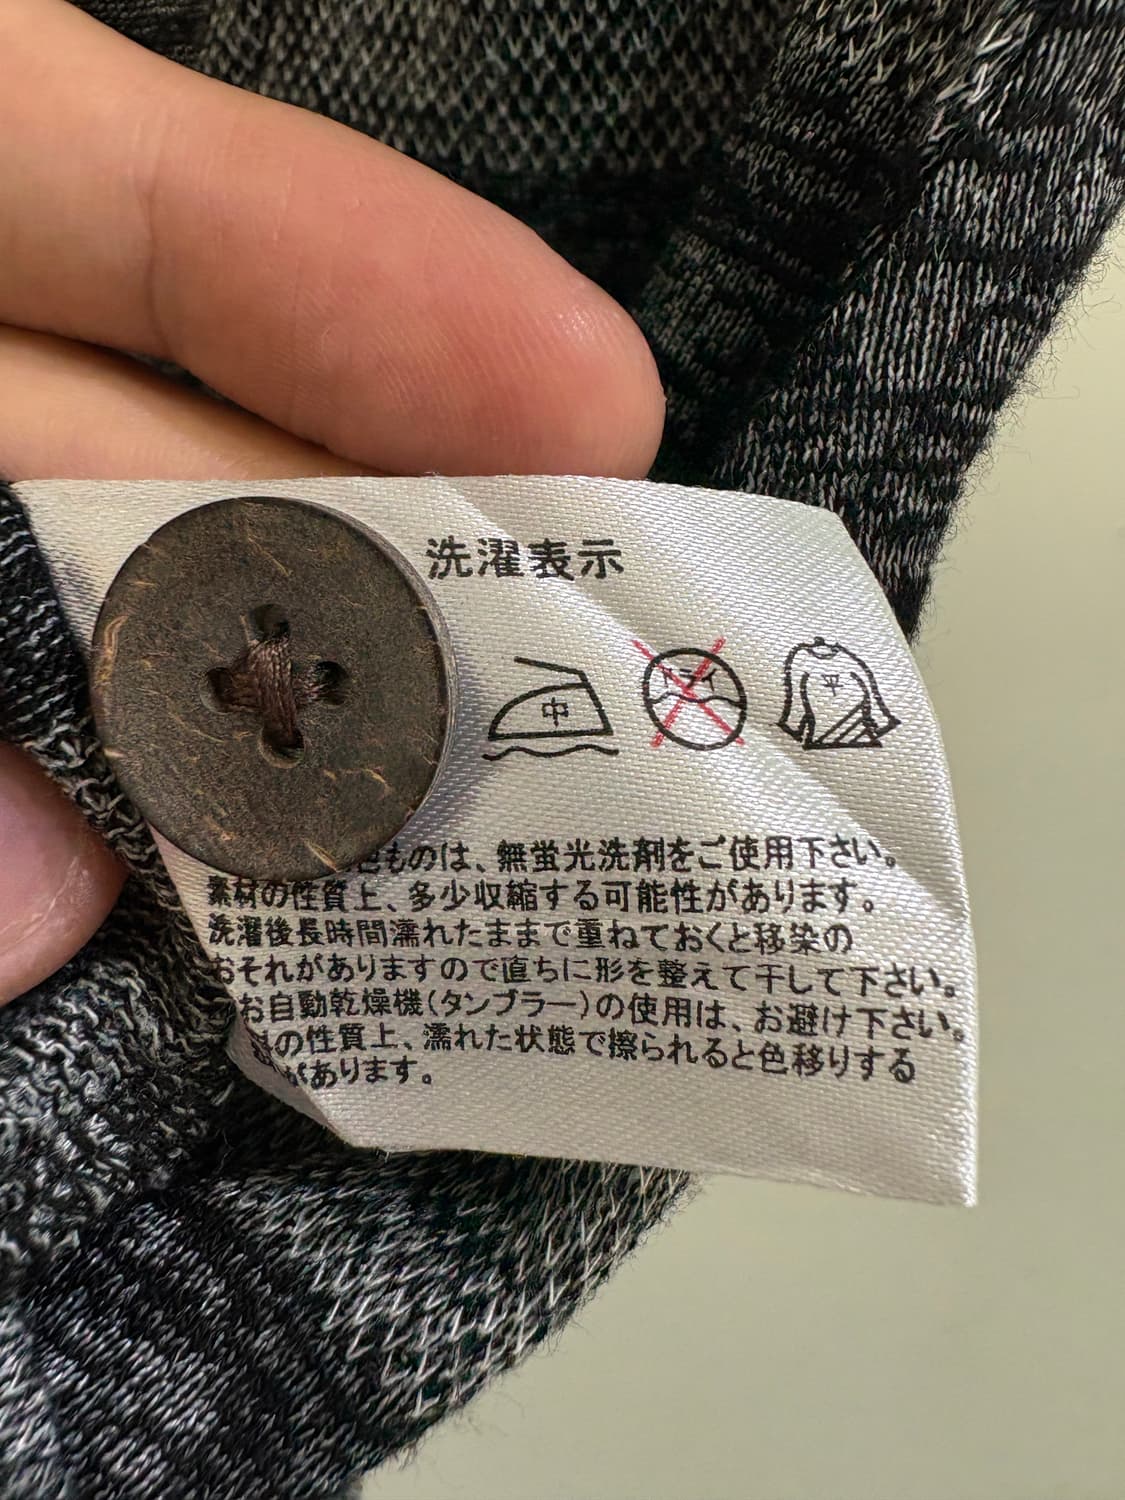 洗濯表示
中
ドライ
平
色ものは、無蛍光洗剤をご使用下さい。
素材の性質上、多少収縮する可能性があります。
洗濯後長時間濡れたままで重ねておくと移染の
おそれがありますので直ちに形を整えて干して下さい。
お自動乾燥機(タンブラー)の使用は、お避け下さい。
の性質上、濡れた状態で擦られると色移りする
があります。